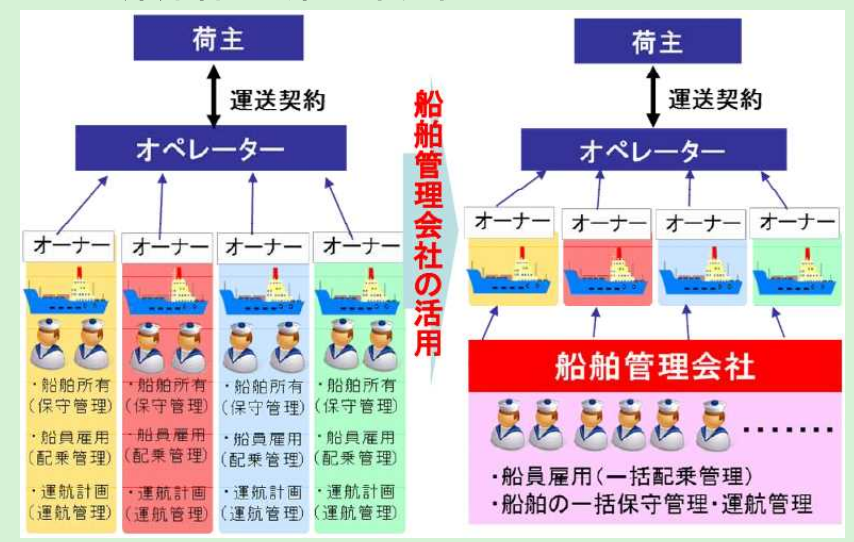 荷主
運送契約
オペレーター
オーナー
オーナー
オーナー
オーナー
・船舶所有
(保守管理)
・船員雇用
(配乗管理)
・運航計画
(運航管理)
・船舶所有
(保守管理)
・船員雇用
(配乗管理)
・運航計画
(運航管理)
・船舶所有
(保守管理)
・船員雇用
(配乗管理)
・運航計画
(運航管理)
・船舶所有
(保守管理)
・船員雇用
(配乗管理)
・運航計画
(運航管理)
船舶管理会社の活用
荷主
運送契約
オペレーター
オーナー
オーナー
オーナー
オーナー
船舶管理会社
・・・・・・・
・船員雇用(一括配乗管理)
・船舶の一括保守管理・運航管理